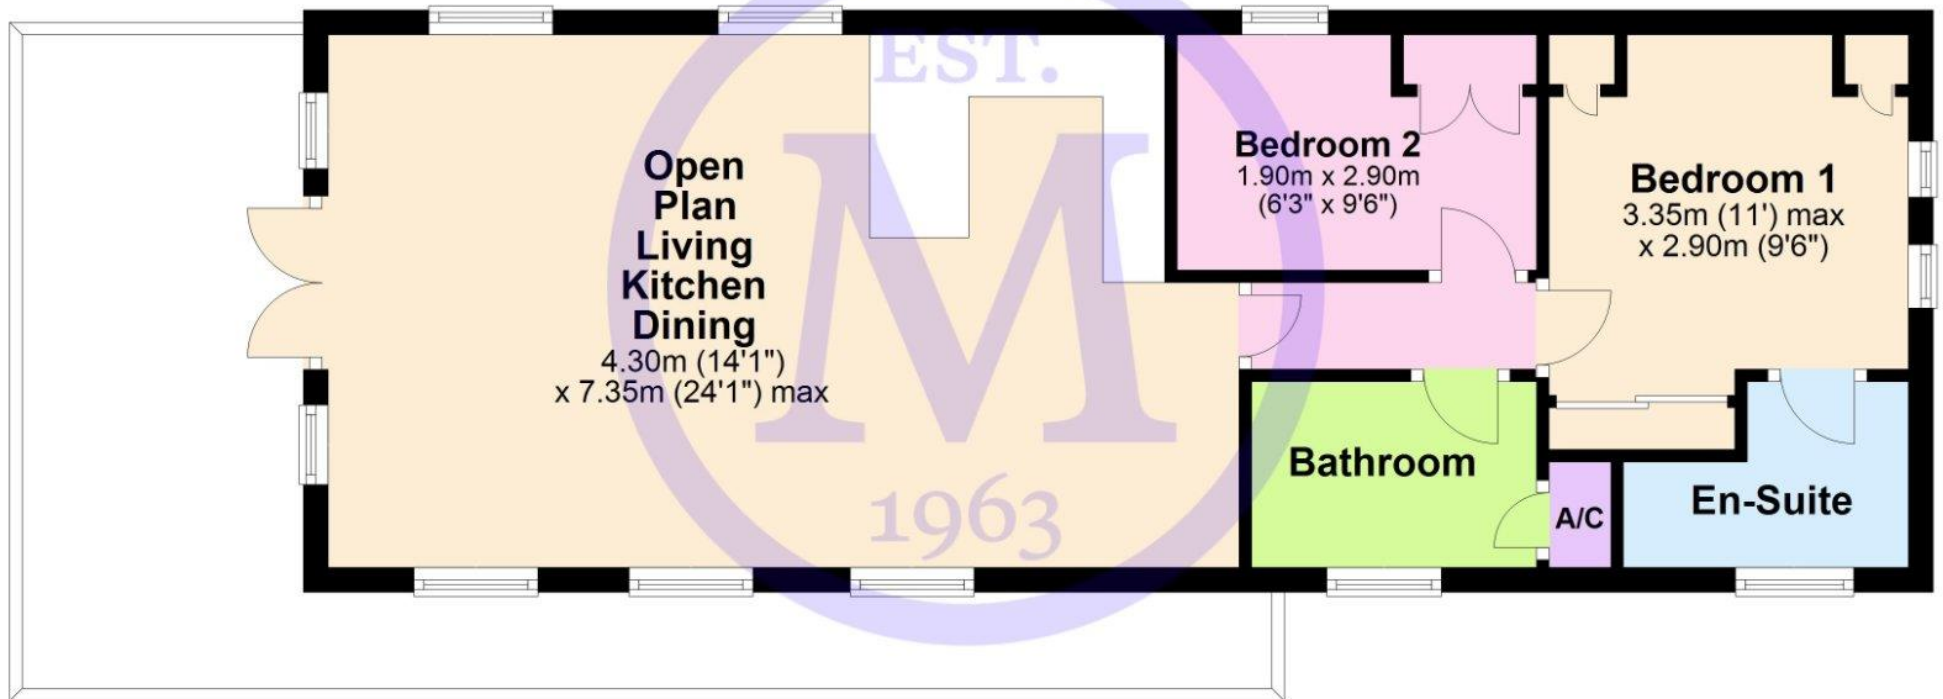 EST.
M
1963
Open
Plan
Living
Kitchen
Dining
4.30m (14'1")
x 7.35m (24'1") max
Bedroom 2
1.90m x 2.90m
(6'3" x 9'6")
Bedroom 1
3.35m (11') max
x 2.90m (9'6")
Bathroom
A/C
En-Suite